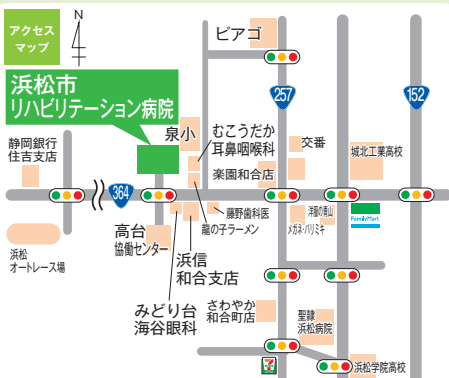 アクセス
マップ
N
ピアゴ
浜松市
リハビリテーション病院
257
152
静岡銀行
住吉支店
泉小
むこうだか
耳鼻咽喉科
楽園和合店
交番
城北工業高校
364
藤野歯科医
龍の子ラーメン
洋服の青山
メガネ・パリミキ
FamilyMart
高台
協働センター
浜松
オートレース場
浜信
和合支店
みどり台
海谷眼科
さわやか
和合町店
聖隷
浜松病院
浜松学院高校